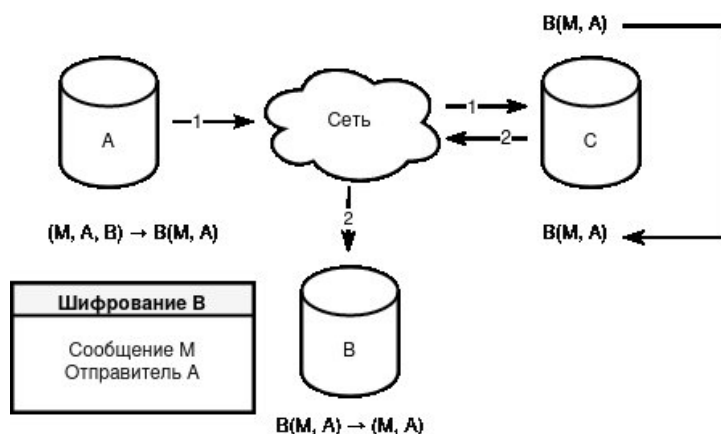 B(M, A)
A
1
Сеть
1
2
C
(M, A, B) → B(M, A)
2
B(M, A)
Шифрование B
Сообщение M
Отправитель A
B
B(M, A) → (M, A)